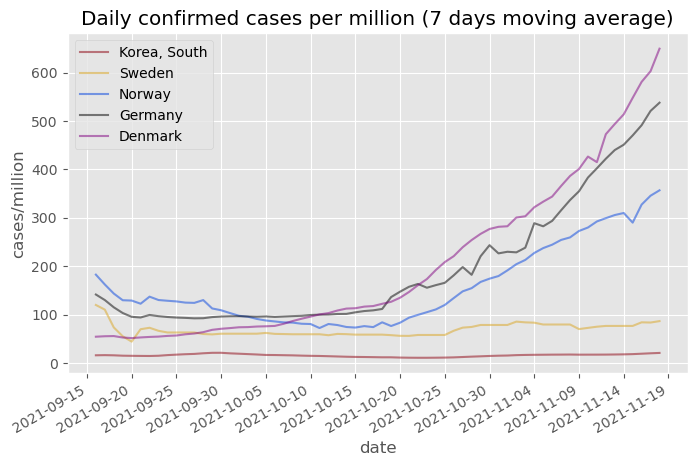 Daily confirmed cases per million (7 days moving average)
Korea, South
Sweden
Norway
Germany
Denmark
cases/million
600
500
400
300
200
100
0
2021-09-15
2021-09-20
2021-09-25
2021-09-30
2021-10-05
2021-10-10
2021-10-15
2021-10-20
2021-10-25
2021-10-30
2021-11-04
2021-11-09
2021-11-14
2021-11-19
date